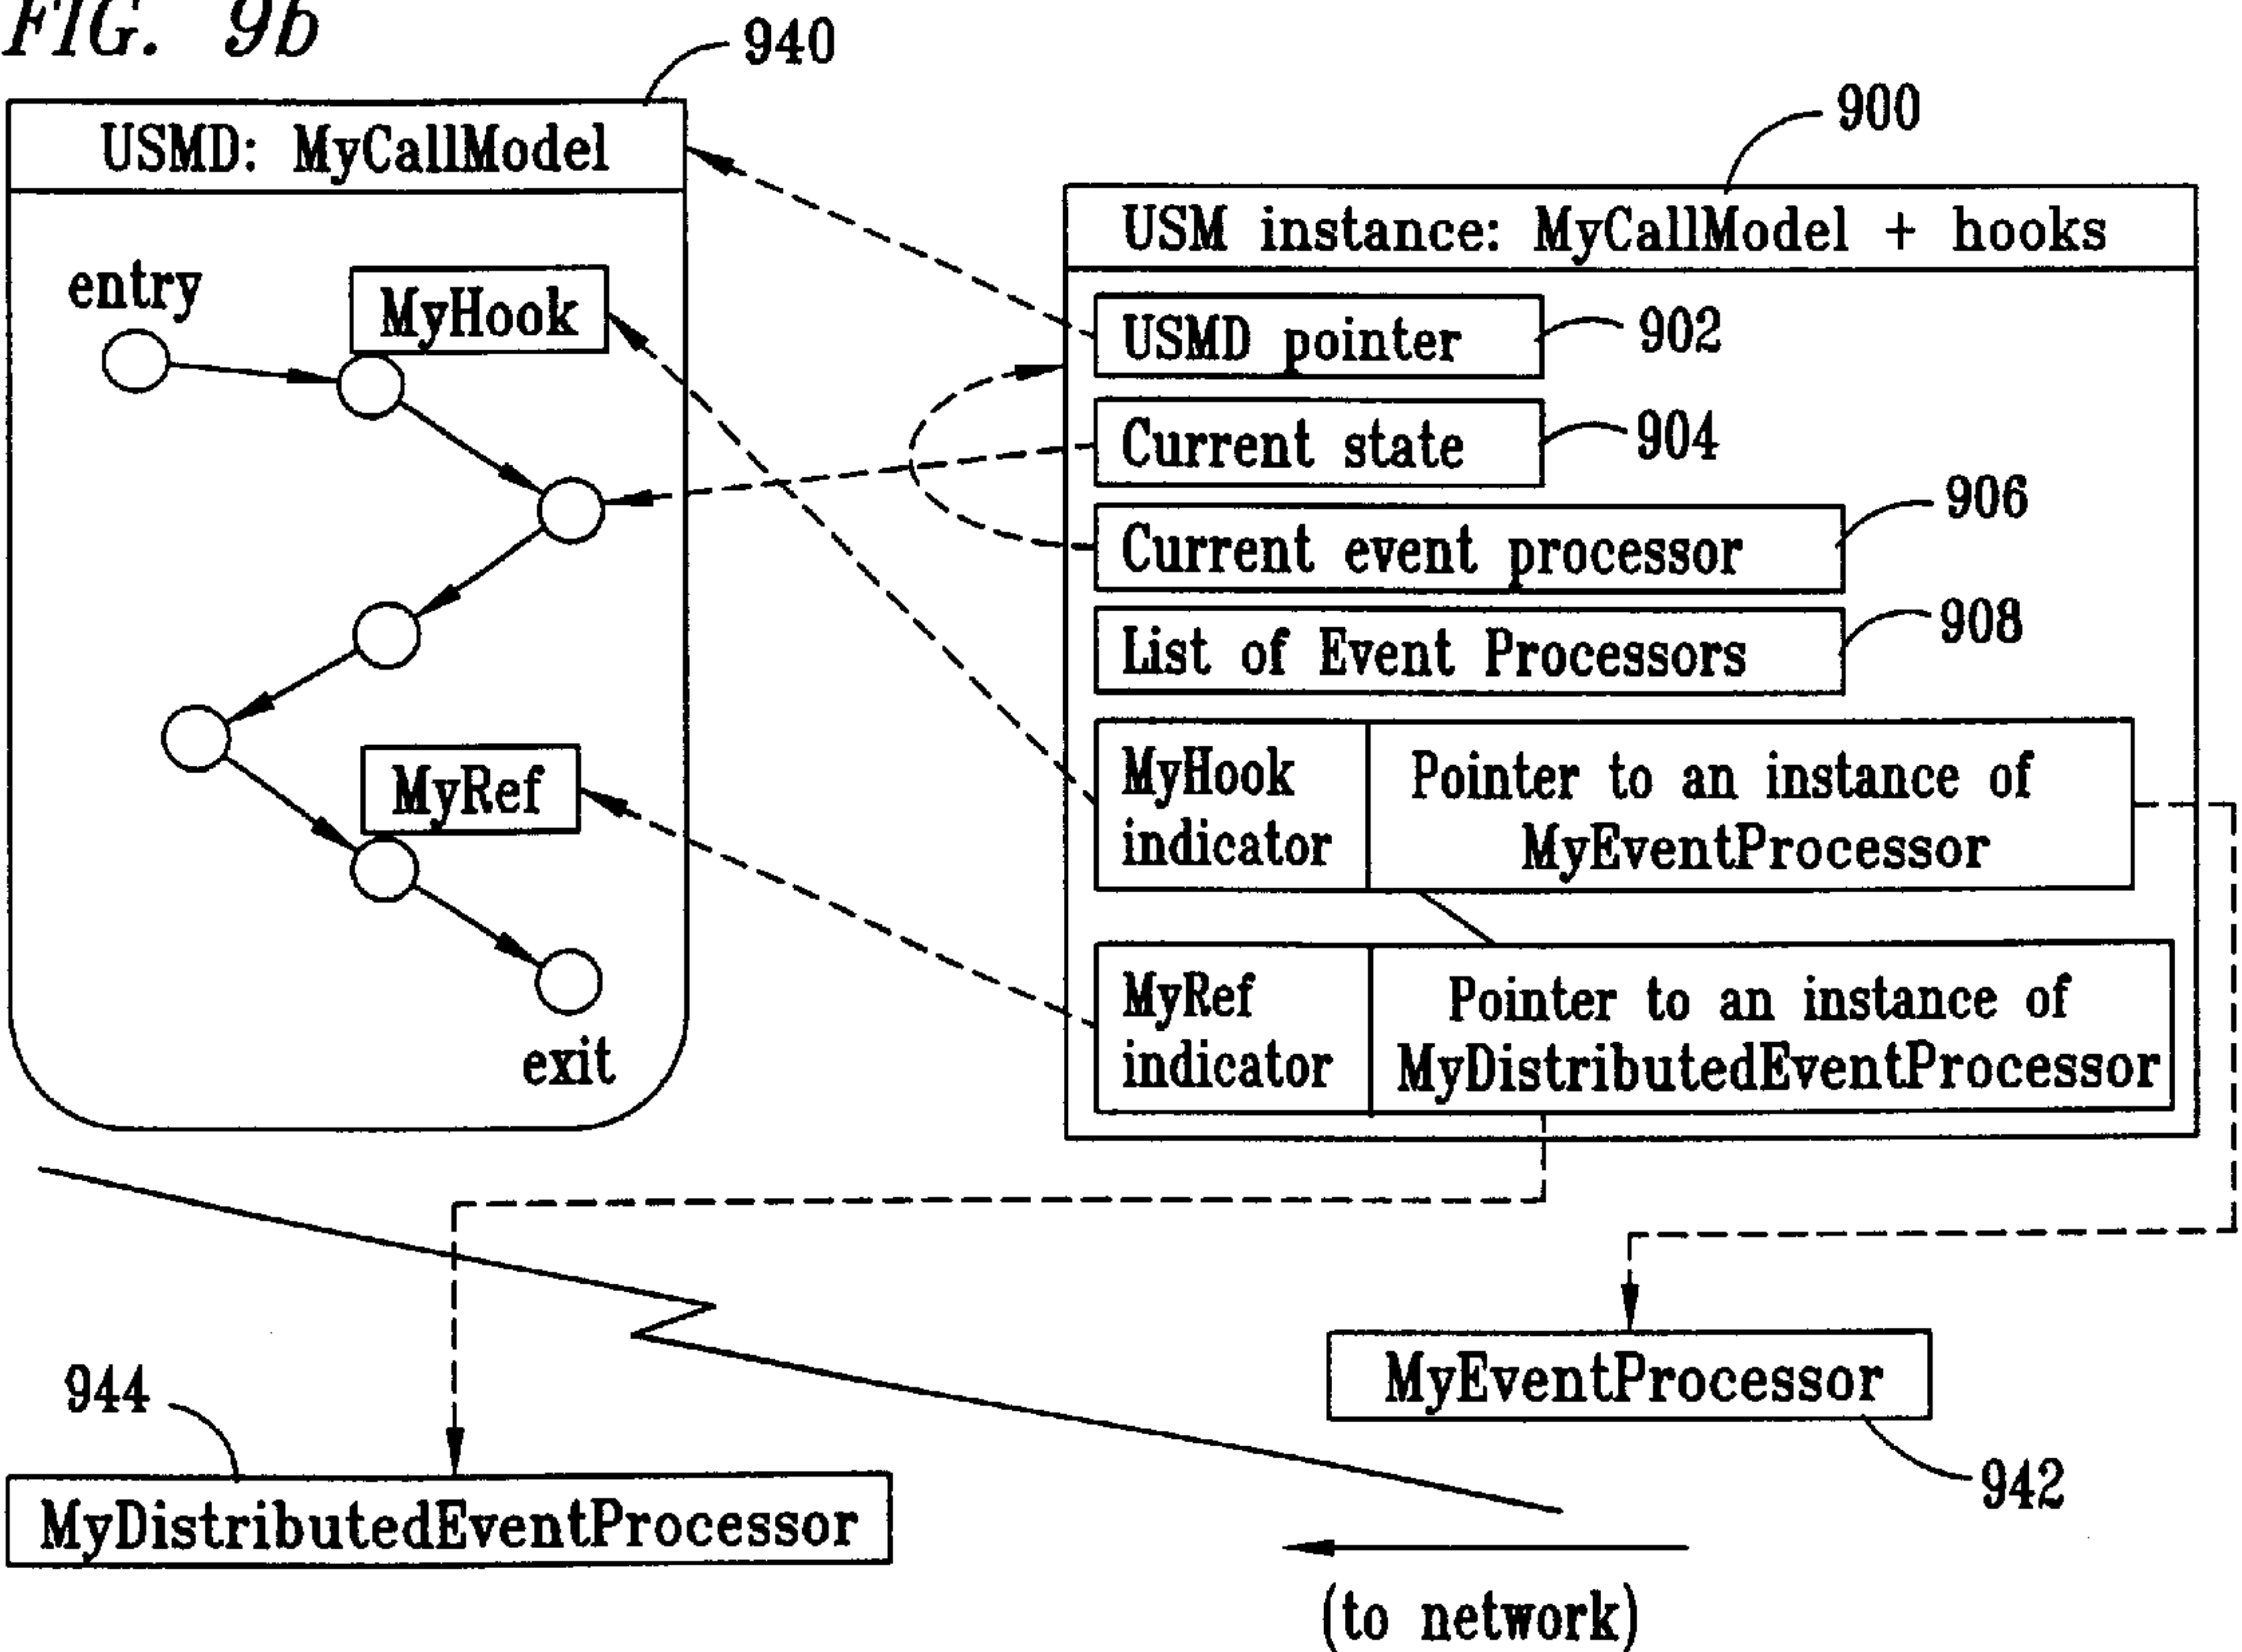 FIG. 9b
940
USMD: MyCallModel
entry
MyHook
MyRef
exit
900
USM instance: MyCallModel + hooks
USMD pointer
902
Current state
904
Current event processor
906
List of Event Processors
908
MyHook
indicator
Pointer to an instance of
MyEventProcessor
MyRef
indicator
Pointer to an instance of
MyDistributedEventProcessor
944
MyDistributedEventProcessor
MyEventProcessor
942
(to network)